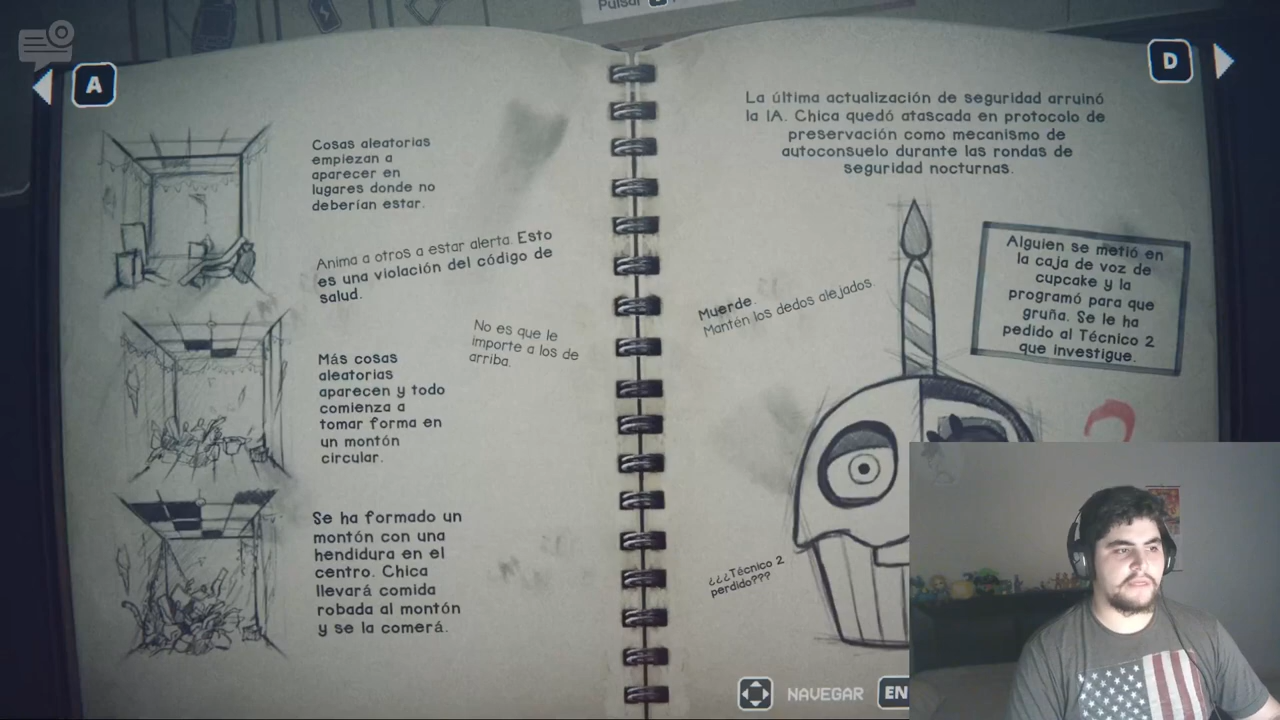 Pulsar
A
D
Cosas aleatorias
empiezan a
aparecer en
lugares donde no
deberían estar.
Anima a otros a estar alerta. Esto
es una violación del código de
salud.
No es que le
importe a los de
arriba.
Más cosas
aleatorias
aparecen y todo
comienza a
tomar forma en
un montón
circular.
Se ha formado un
montón con una
hendidura en el
centro. Chica
llevará comida
robada al montón
y se la comerá.
La última actualización de seguridad arruinó
la IA. Chica quedó atascada en protocolo de
preservación como mecanismo de
autoconsuelo durante las rondas de
seguridad nocturnas.
Alguien se metió en
la caja de voz de
cupcake y la
programó para que
gruña. Se le ha
pedido al Técnico 2
que investigue.
Muerde.
Mantén los dedos alejados
?
¿¿¿Técnico 2
perdido???
NAVEGAR
EN